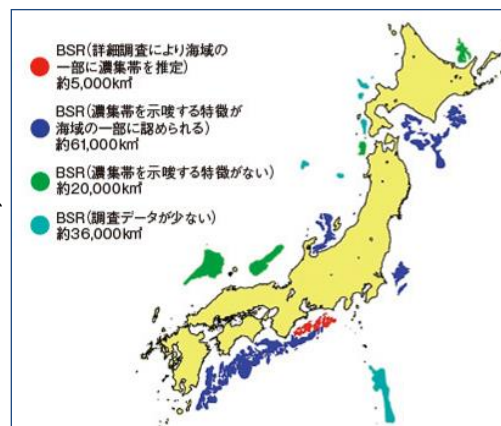 BSR(詳細調査により海域の
一部に濃集帯を推定)
約5,000k㎡
BSR(濃集帯を示唆する特徴が
海域の一部に認められる)
約61,000k㎡
BSR(濃集帯を示唆する特徴がない)
約20,000k㎡
BSR(調査データが少ない)
約36,000k㎡